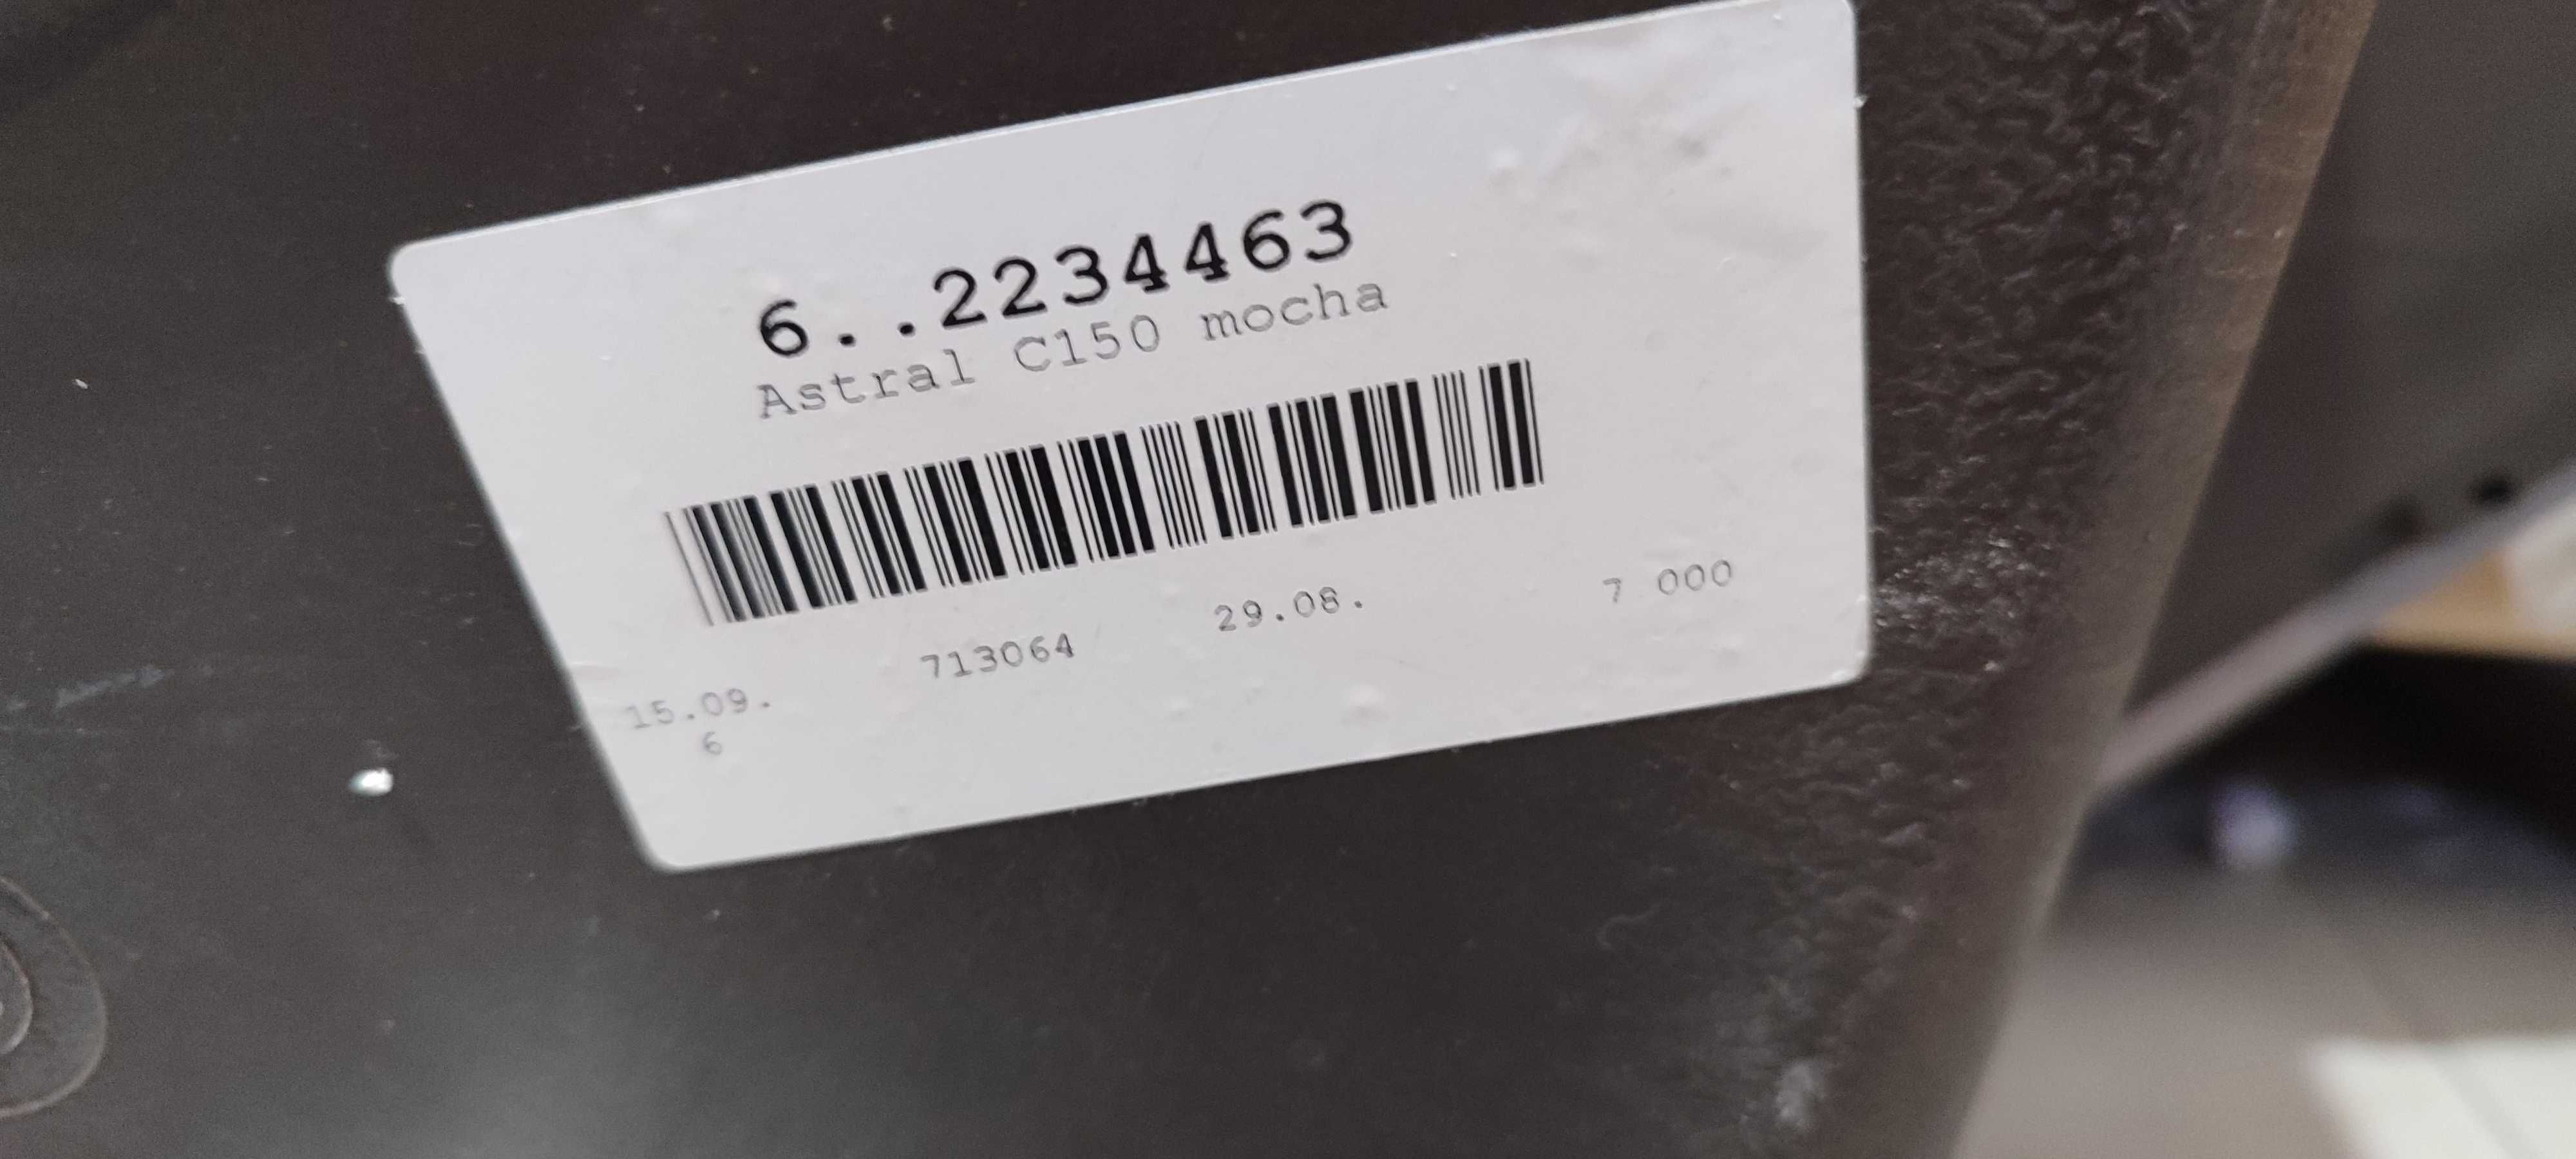 6..2234463
Astral C150 mocha
15.09. 713064 29.08. 7 000
6